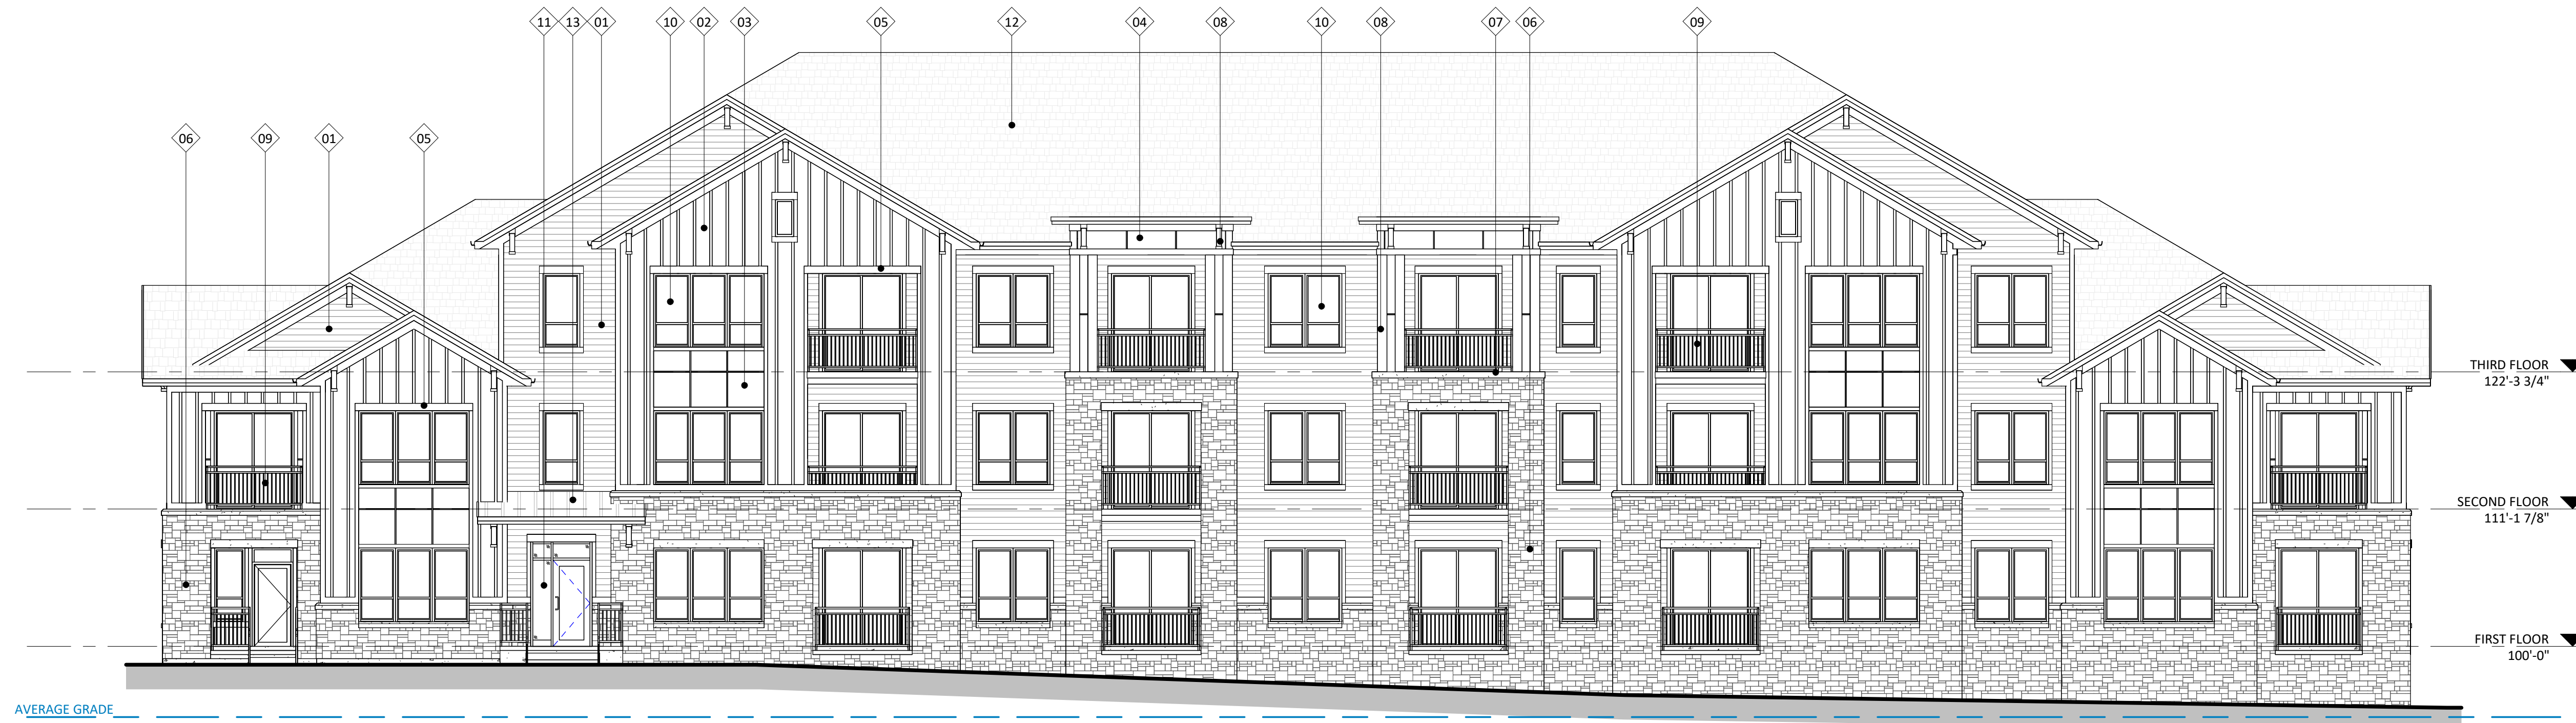 11 13 01 10 02 03 05 12 04 08 10 08 07 06 09
06 09 01 05
THIRD FLOOR
122'-3 3/4"
SECOND FLOOR
111'-1 7/8"
FIRST FLOOR
100'-0"
AVERAGE GRADE